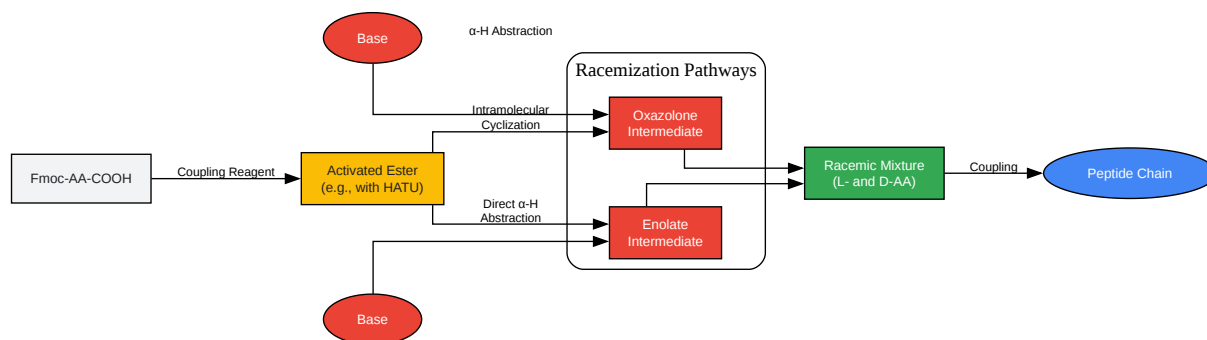 Base
α-H Abstraction
Racemization Pathways
Intramolecular
Cyclization
Oxazolone
Intermediate
Fmoc-AA-COOH
Coupling Reagent
Activated Ester
(e.g., with HATU)
Racemic Mixture
(L- and D-AA)
Coupling
Peptide Chain
Direct α-H
Abstraction
Enolate
Intermediate
Base